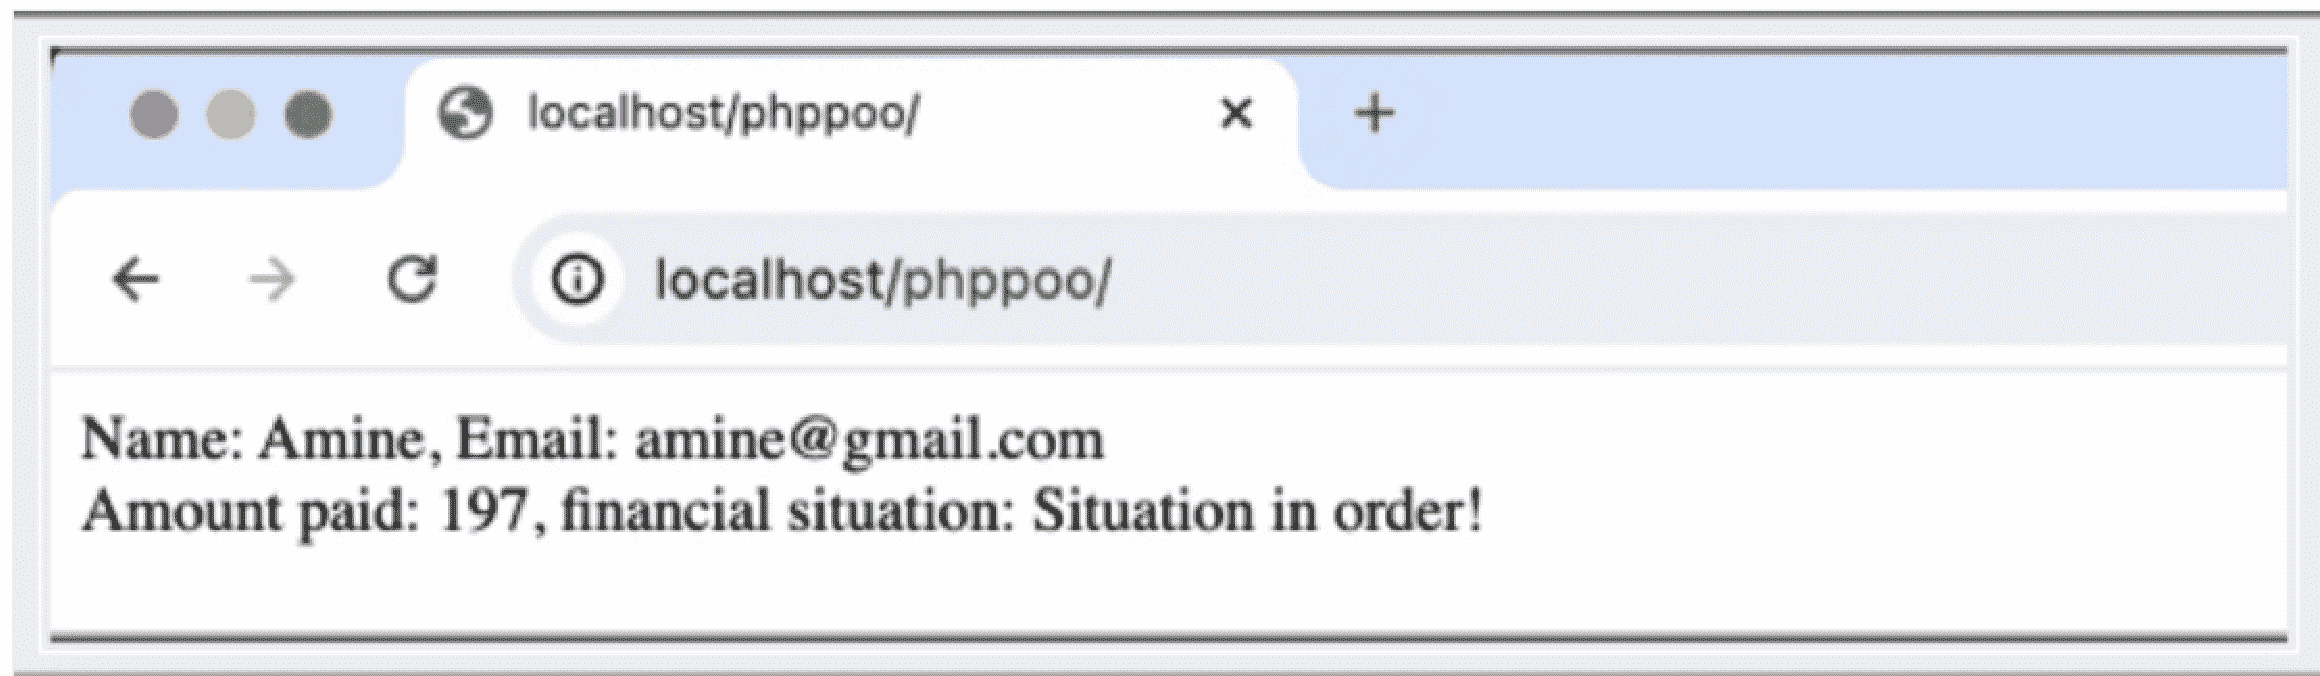 localhost/phppoo/
localhost/phppoo/
Name: Amine, Email: amine@gmail.com
Amount paid: 197, financial situation: Situation in order!